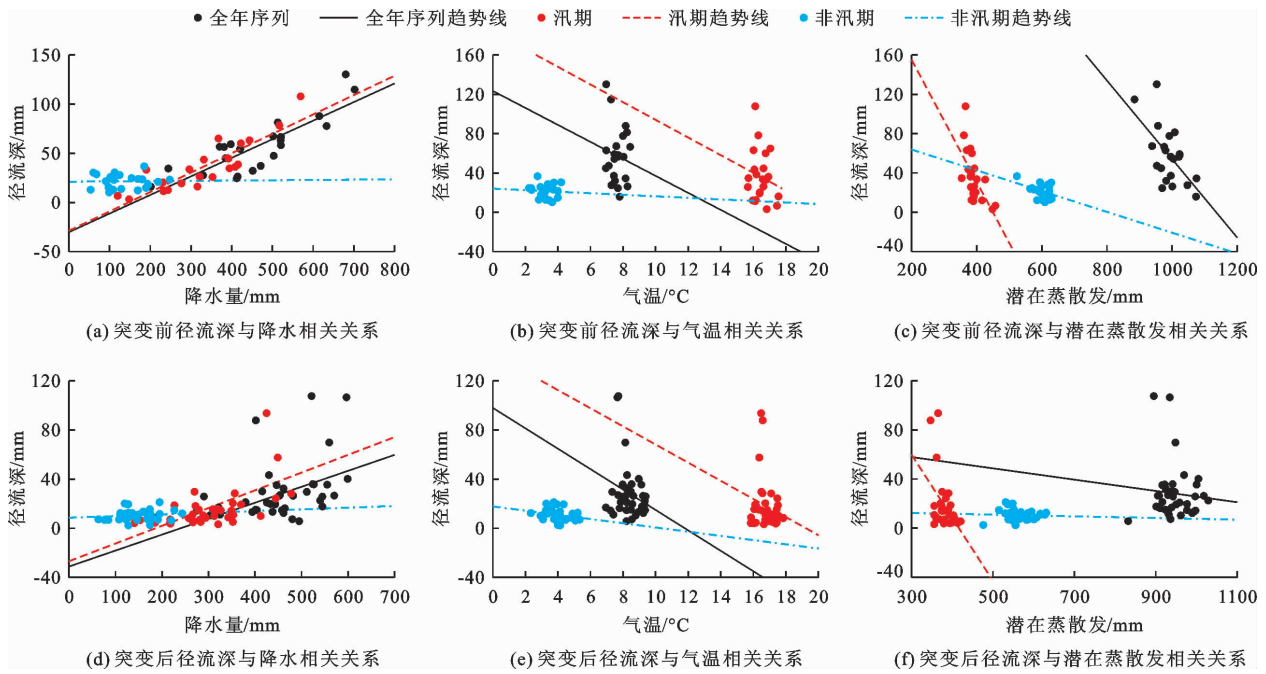 全年序列 全年序列趋势线 汛期 汛期趋势线 非汛期 非汛期趋势线
径流深/mm
150
100
50
0
-50
0 100 200 300 400 500 600 700 800
降水量/mm
(a) 突变前径流深与降水相关关系
径流深/mm
160
120
80
40
0
-40
0 2 4 6 8 10 12 14 16 18 20
气温/°C
(b) 突变前径流深与气温相关关系
径流深/mm
160
120
80
40
0
-40
200 400 600 800 1000 1200
潜在蒸散发/mm
(c) 突变前径流深与潜在蒸散发相关关系
径流深/mm
120
80
40
0
-40
0 100 200 300 400 500 600 700
降水量/mm
(d) 突变后径流深与降水相关关系
径流深/mm
120
80
40
0
-40
0 2 4 6 8 10 12 14 16 18 20
气温/°C
(e) 突变后径流深与气温相关关系
径流深/mm
120
80
40
0
-40
300 500 700 900 1100
潜在蒸散发/mm
(f) 突变后径流深与潜在蒸散发相关关系